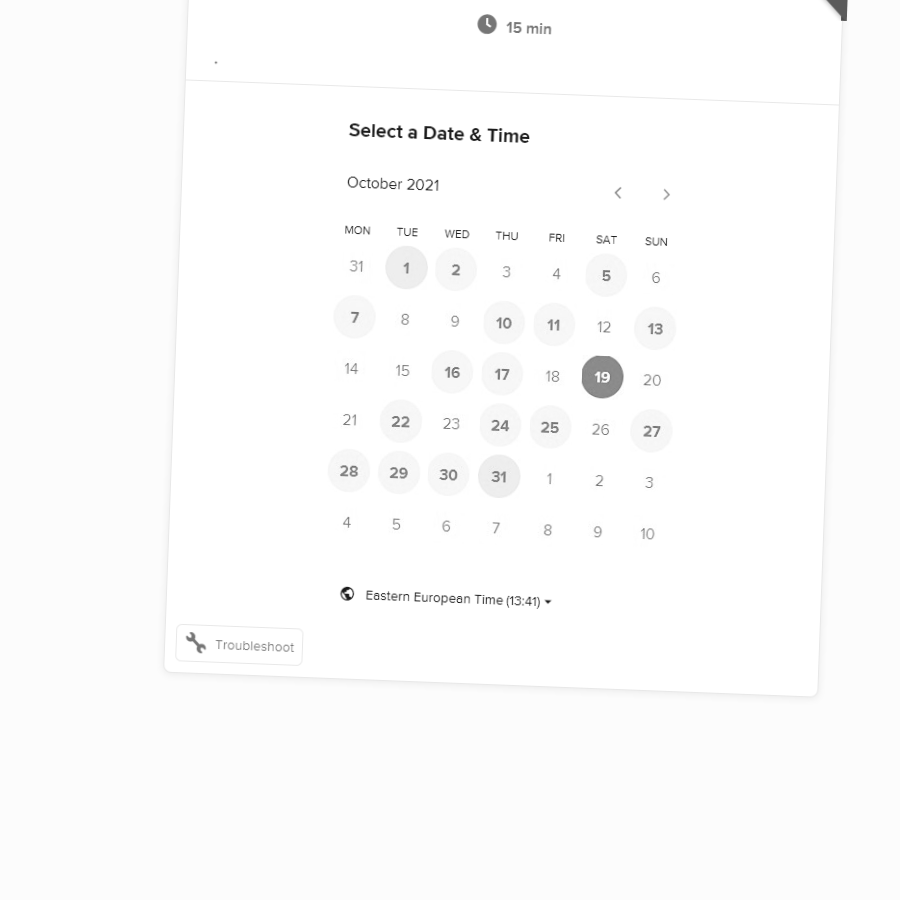 15 min
.
Select a Date & Time
October 2021
MON TUE WED THU FRI SAT SUN
31 1 2 3 4 5 6
7 8 9 10 11 12 13
14 15 16 17 18 19 20
21 22 23 24 25 26 27
28 29 30 31 1 2 3
4 5 6 7 8 9 10
Eastern European Time (13:41)
Troubleshoot